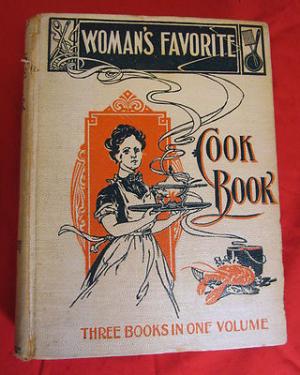 WOMAN'S FAVORITE
COOK
BOOK
THREE BOOKS IN ONE VOLUME